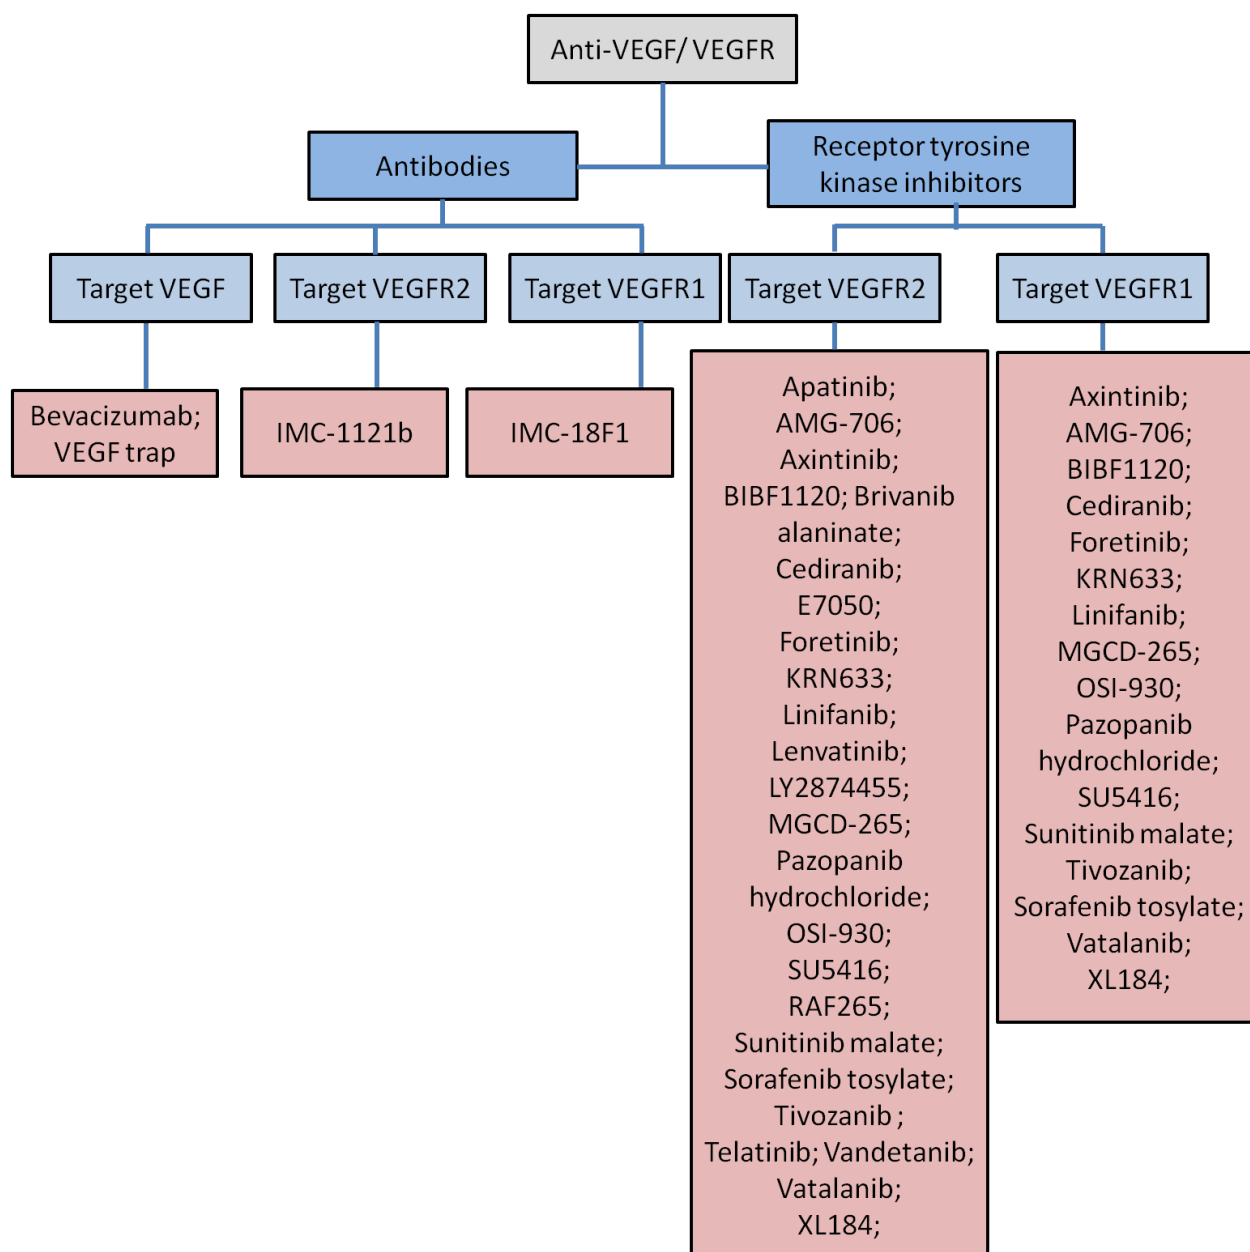 Anti-VEGF/ VEGFR
Antibodies
Receptor tyrosine
kinase inhibitors
Target VEGF
Target VEGFR2
Target VEGFR1
Target VEGFR2
Target VEGFR1
Bevacizumab;
VEGF trap
IMC-1121b
IMC-18F1
Apatinib;
AMG-706;
Axintinib;
BIBF1120; Brivanib
alaninate;
Cediranib;
E7050;
Foretinib;
KRN633;
Linifanib;
Lenvatinib;
LY2874455;
MGCD-265;
Pazopanib
hydrochloride;
OSI-930;
SU5416;
RAF265;
Sunitinib malate;
Sorafenib tosylate;
Tivozanib ;
Telatinib; Vandetanib;
Vatalanib;
XL184;
Axintinib;
AMG-706;
BIBF1120;
Cediranib;
Foretinib;
KRN633;
Linifanib;
MGCD-265;
OSI-930;
Pazopanib
hydrochloride;
SU5416;
Sunitinib malate;
Tivozanib;
Sorafenib tosylate;
Vatalanib;
XL184;